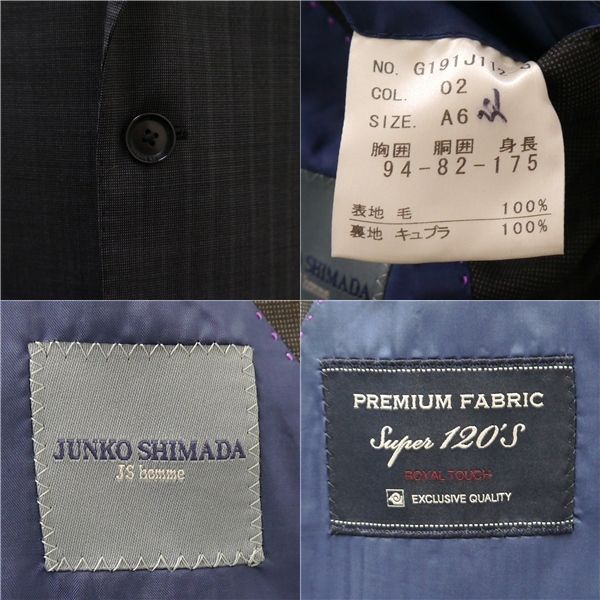 NO. G191J11
COL. 02
SIZE. A6
胸囲 胴囲 身長
94-82-175
表地 毛 100%
裏地 キュプラ 100%
SHIMADA
JUNKO SHIMADA
JS homme
PREMIUM FABRIC
Super 120'S
ROYAL TOUCH
EXCLUSIVE QUALITY